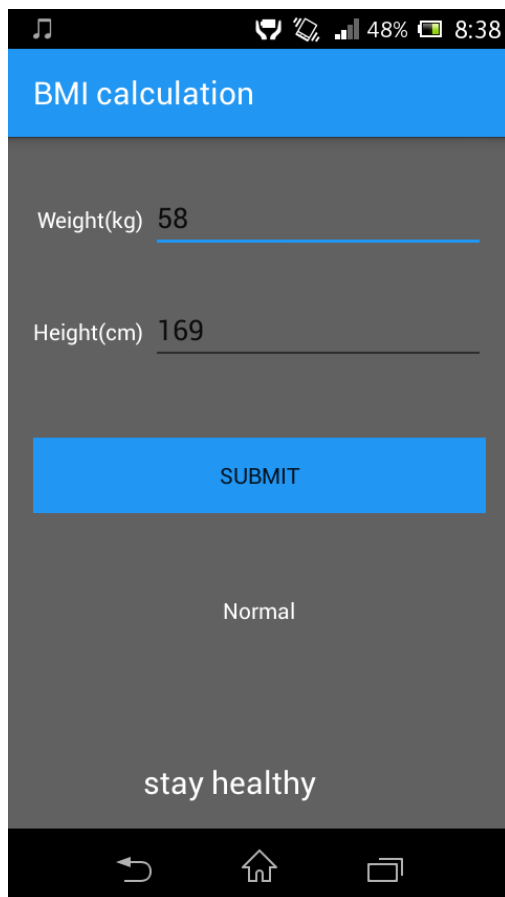 48% 8:38
BMI calculation
Weight(kg) 58
Height(cm) 169
SUBMIT
Normal
stay healthy